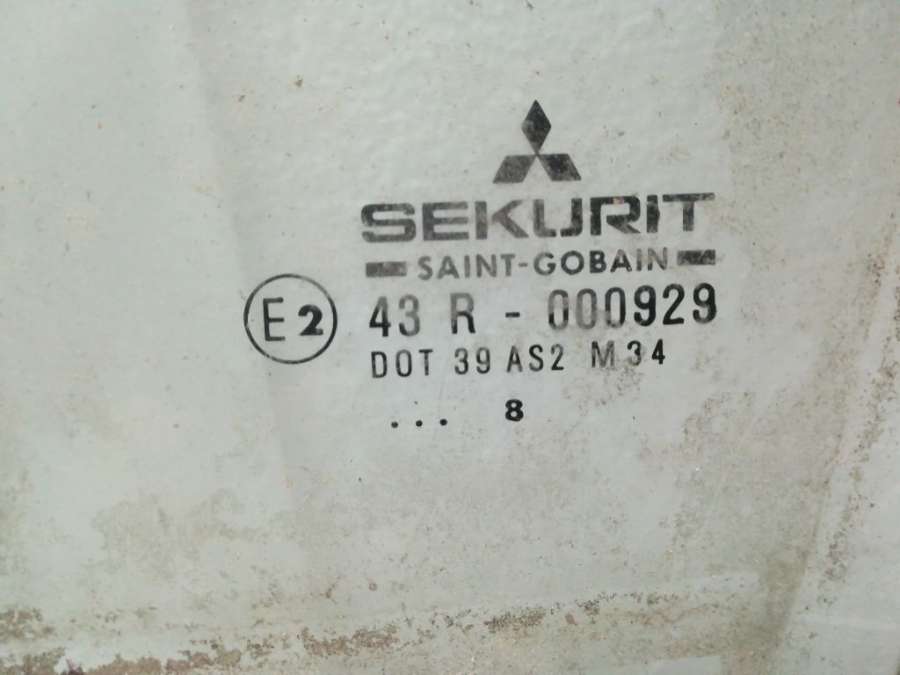 SEKURIT
SAINT-GOBAIN
E2 43 R - 000929
DOT 39 AS2 M34
... 8